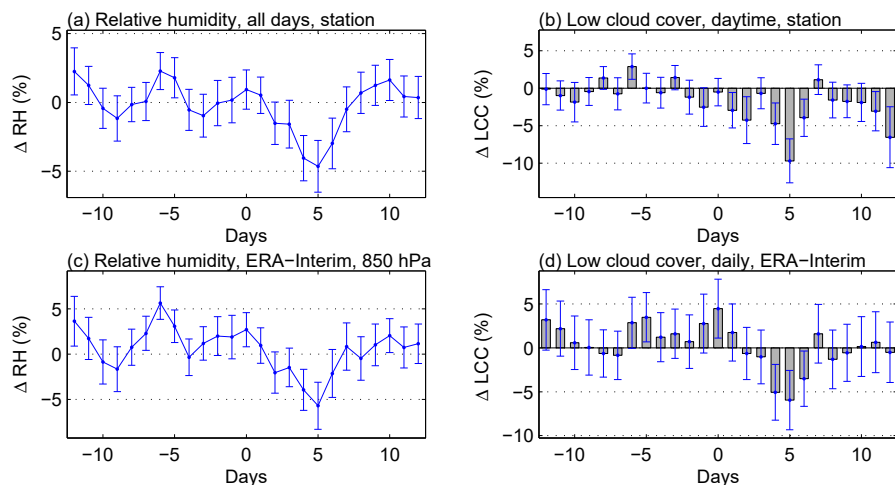 (a) Relative humidity, all days, station
5
0
−5
Δ RH (%)
−10 −5 0 5 10
Days
(b) Low cloud cover, daytime, station
5
0
−5
−10
Δ LCC (%)
−10 −5 0 5 10
Days
(c) Relative humidity, ERA−Interim, 850 hPa
5
0
−5
Δ RH (%)
−10 −5 0 5 10
Days
(d) Low cloud cover, daily, ERA−Interim
5
0
−5
−10
Δ LCC (%)
−10 −5 0 5 10
Days